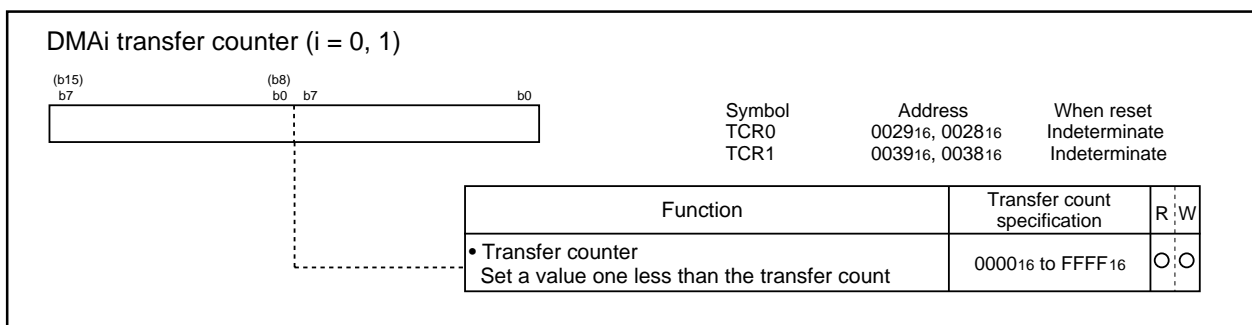 DMAi transfer counter (i = 0, 1)
(b15) (b8)
b7 b0 b7 b0
Symbol Address When reset
TCR0 002916, 002816 Indeterminate
TCR1 003916, 003816 Indeterminate
Function Transfer count specification R W
• Transfer counter
Set a value one less than the transfer count 000016 to FFFF16 O O